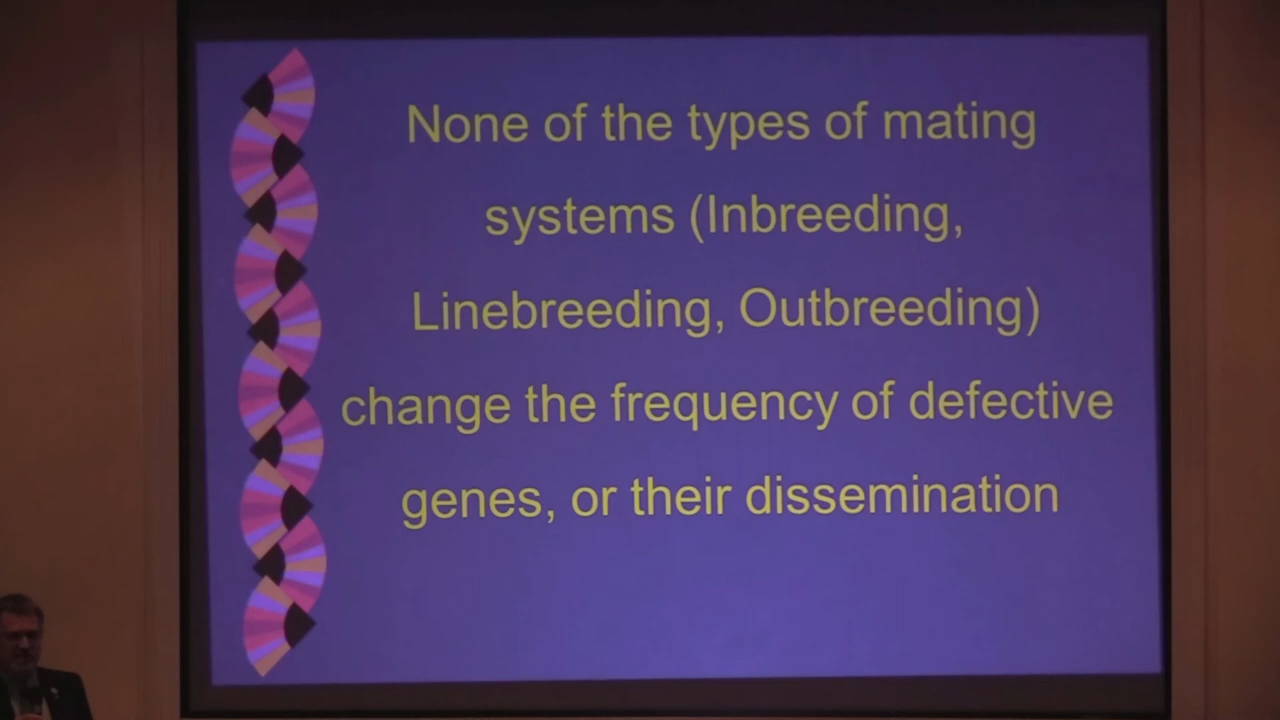 None of the types of mating
systems (Inbreeding,
Linebreeding, Outbreeding)
change the frequency of defective
genes, or their dissemination